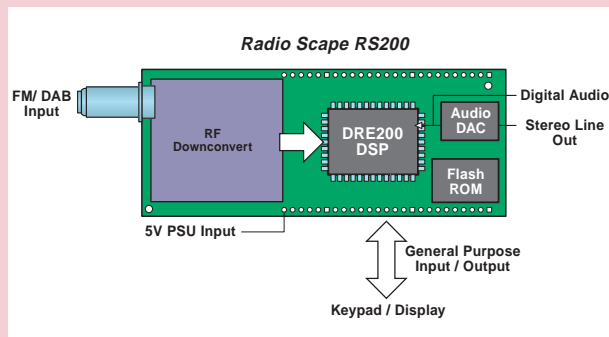 Radio Scape RS200
FM/ DAB
Input
RF
Downconvert
DRE200
DSP
Audio
DAC
Flash
ROM
Digital Audio
Stereo Line
Out
5V PSU Input
General Purpose
Input / Output
Keypad / Display